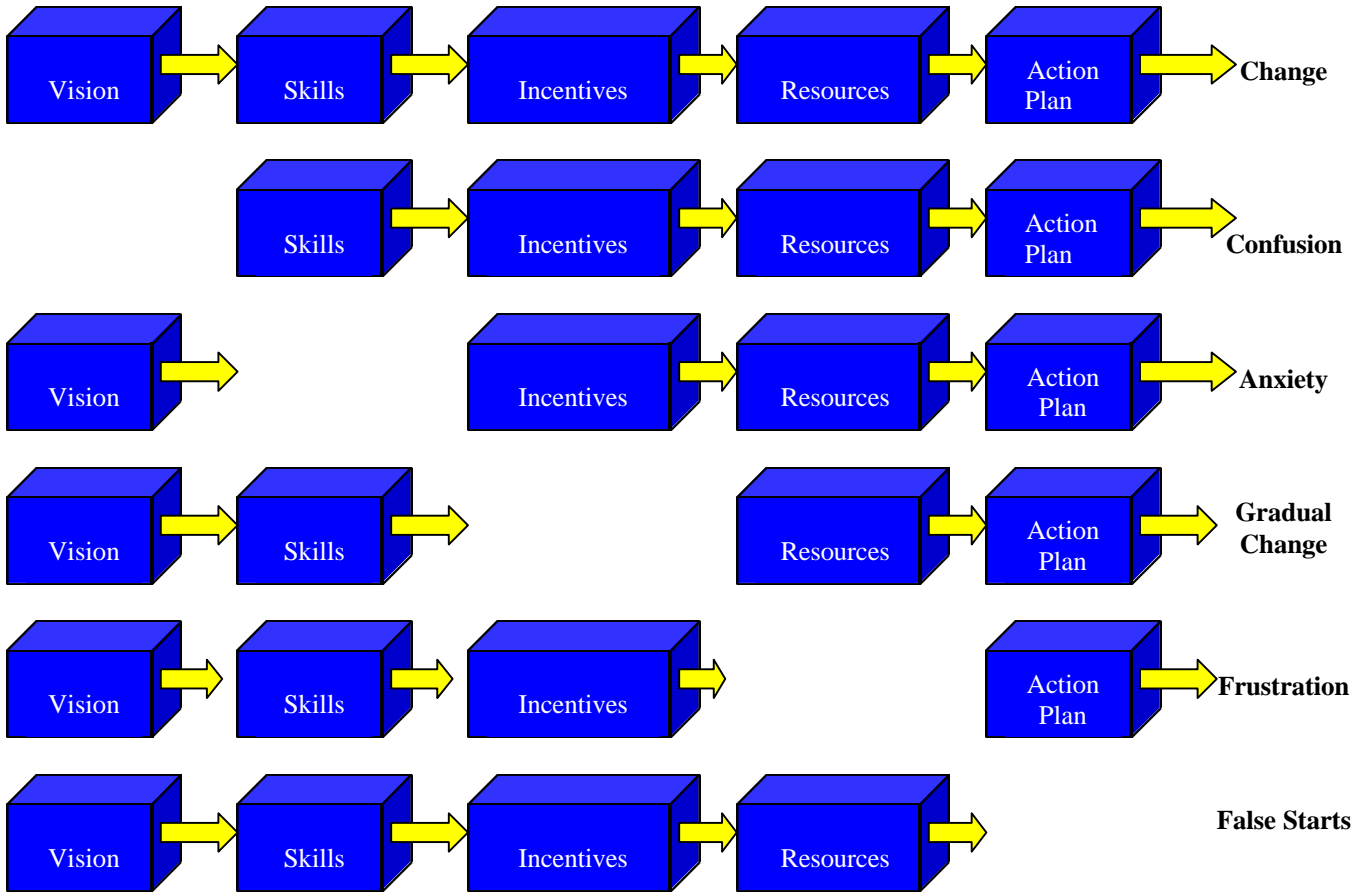 Vision
Skills
Incentives
Resources
Action
Plan
Change
Skills
Incentives
Resources
Action
Plan
Confusion
Vision
Incentives
Resources
Action
Plan
Anxiety
Vision
Skills
Resources
Action
Plan
Gradual
Change
Vision
Skills
Incentives
Action
Plan
Frustration
Vision
Skills
Incentives
Resources
False Starts